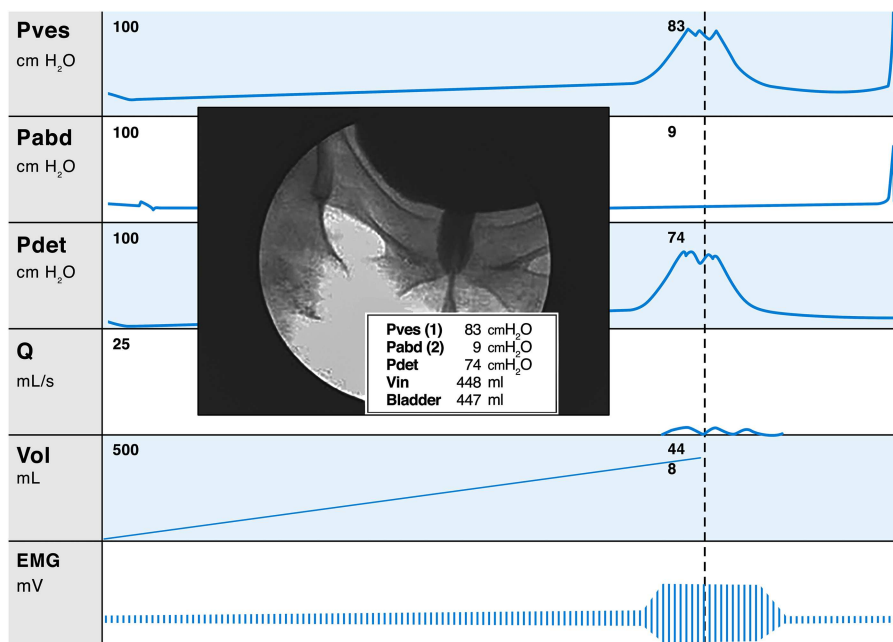 Pves
100
83
cm H2O
Pabd
100
9
cm H2O
Pdet
100
74
cm H2O
Pves (1) 83 cmH2O
Pabd (2) 9 cmH2O
Pdet 74 cmH2O
Vin 448 ml
Bladder 447 ml
Q
25
mL/s
Vol
500
44
8
mL
EMG
mV